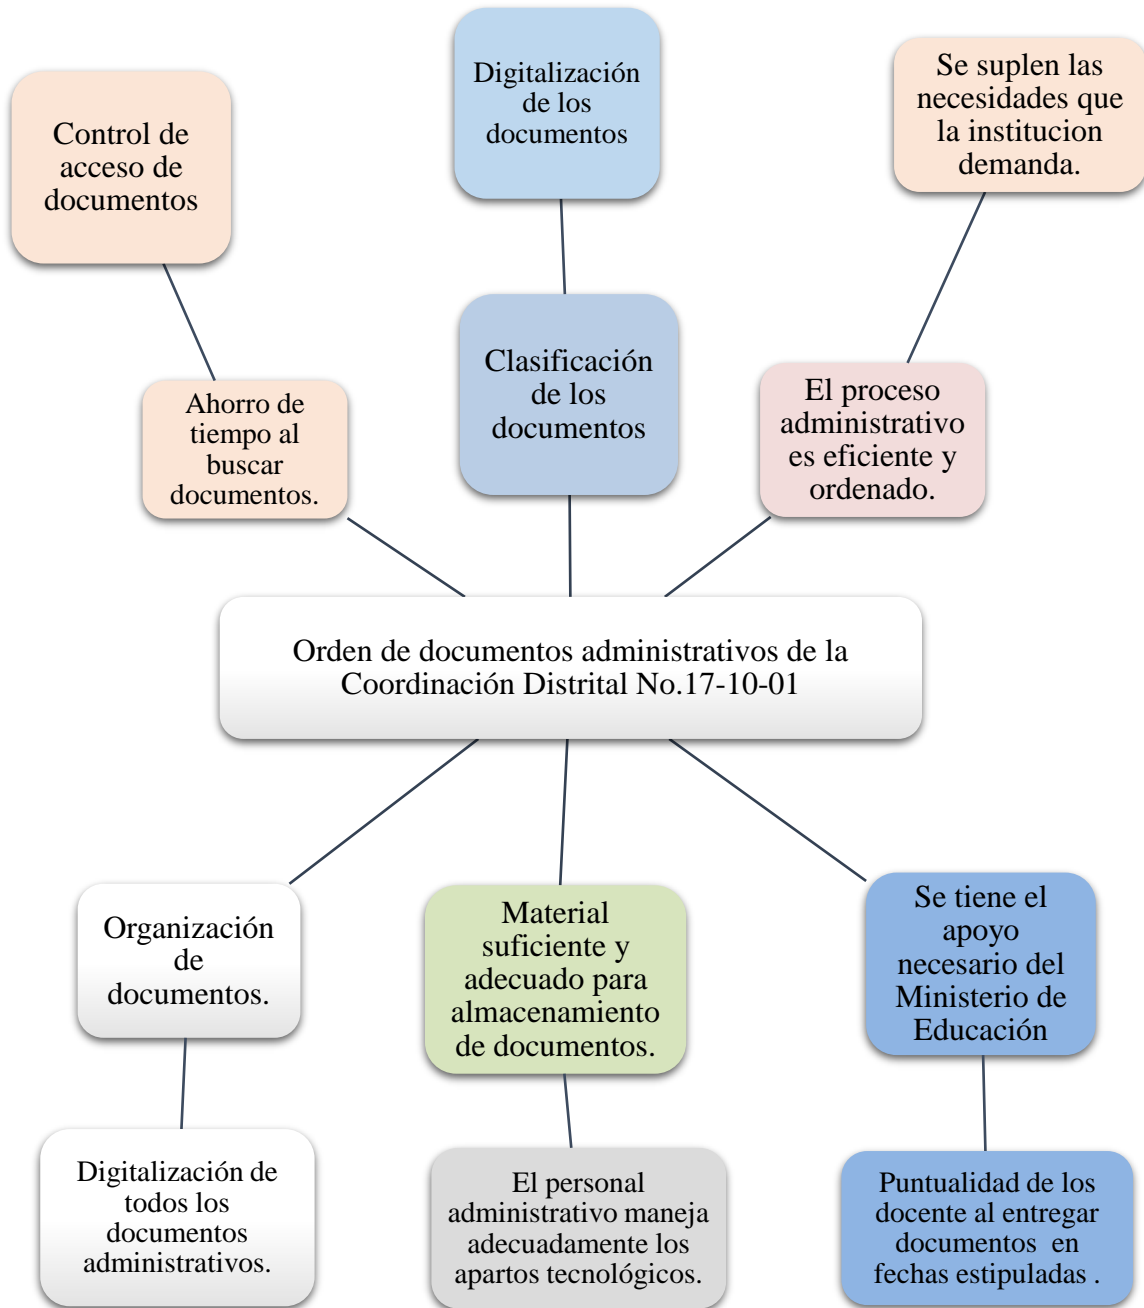 Control de
acceso de
documentos
Digitalización
de los
documentos
Se suplen las
necesidades que
la institucion
demanda.
Ahorro de
tiempo al
buscar
documentos.
Clasificación
de los
documentos
El proceso
administrativo
es eficiente y
ordenado.
Orden de documentos administrativos de la
Coordinación Distrital No.17-10-01
Organización
de
documentos.
Material
suficiente y
adecuado para
almacenamiento
de documentos.
Se tiene el
apoyo
necesario del
Ministerio de
Educación
Digitalización de
todos los
documentos
administrativos.
El personal
administrativo maneja
adecuadamente los
apartos tecnológicos.
Puntualidad de los
docente al entregar
documentos en
fechas estipuladas .